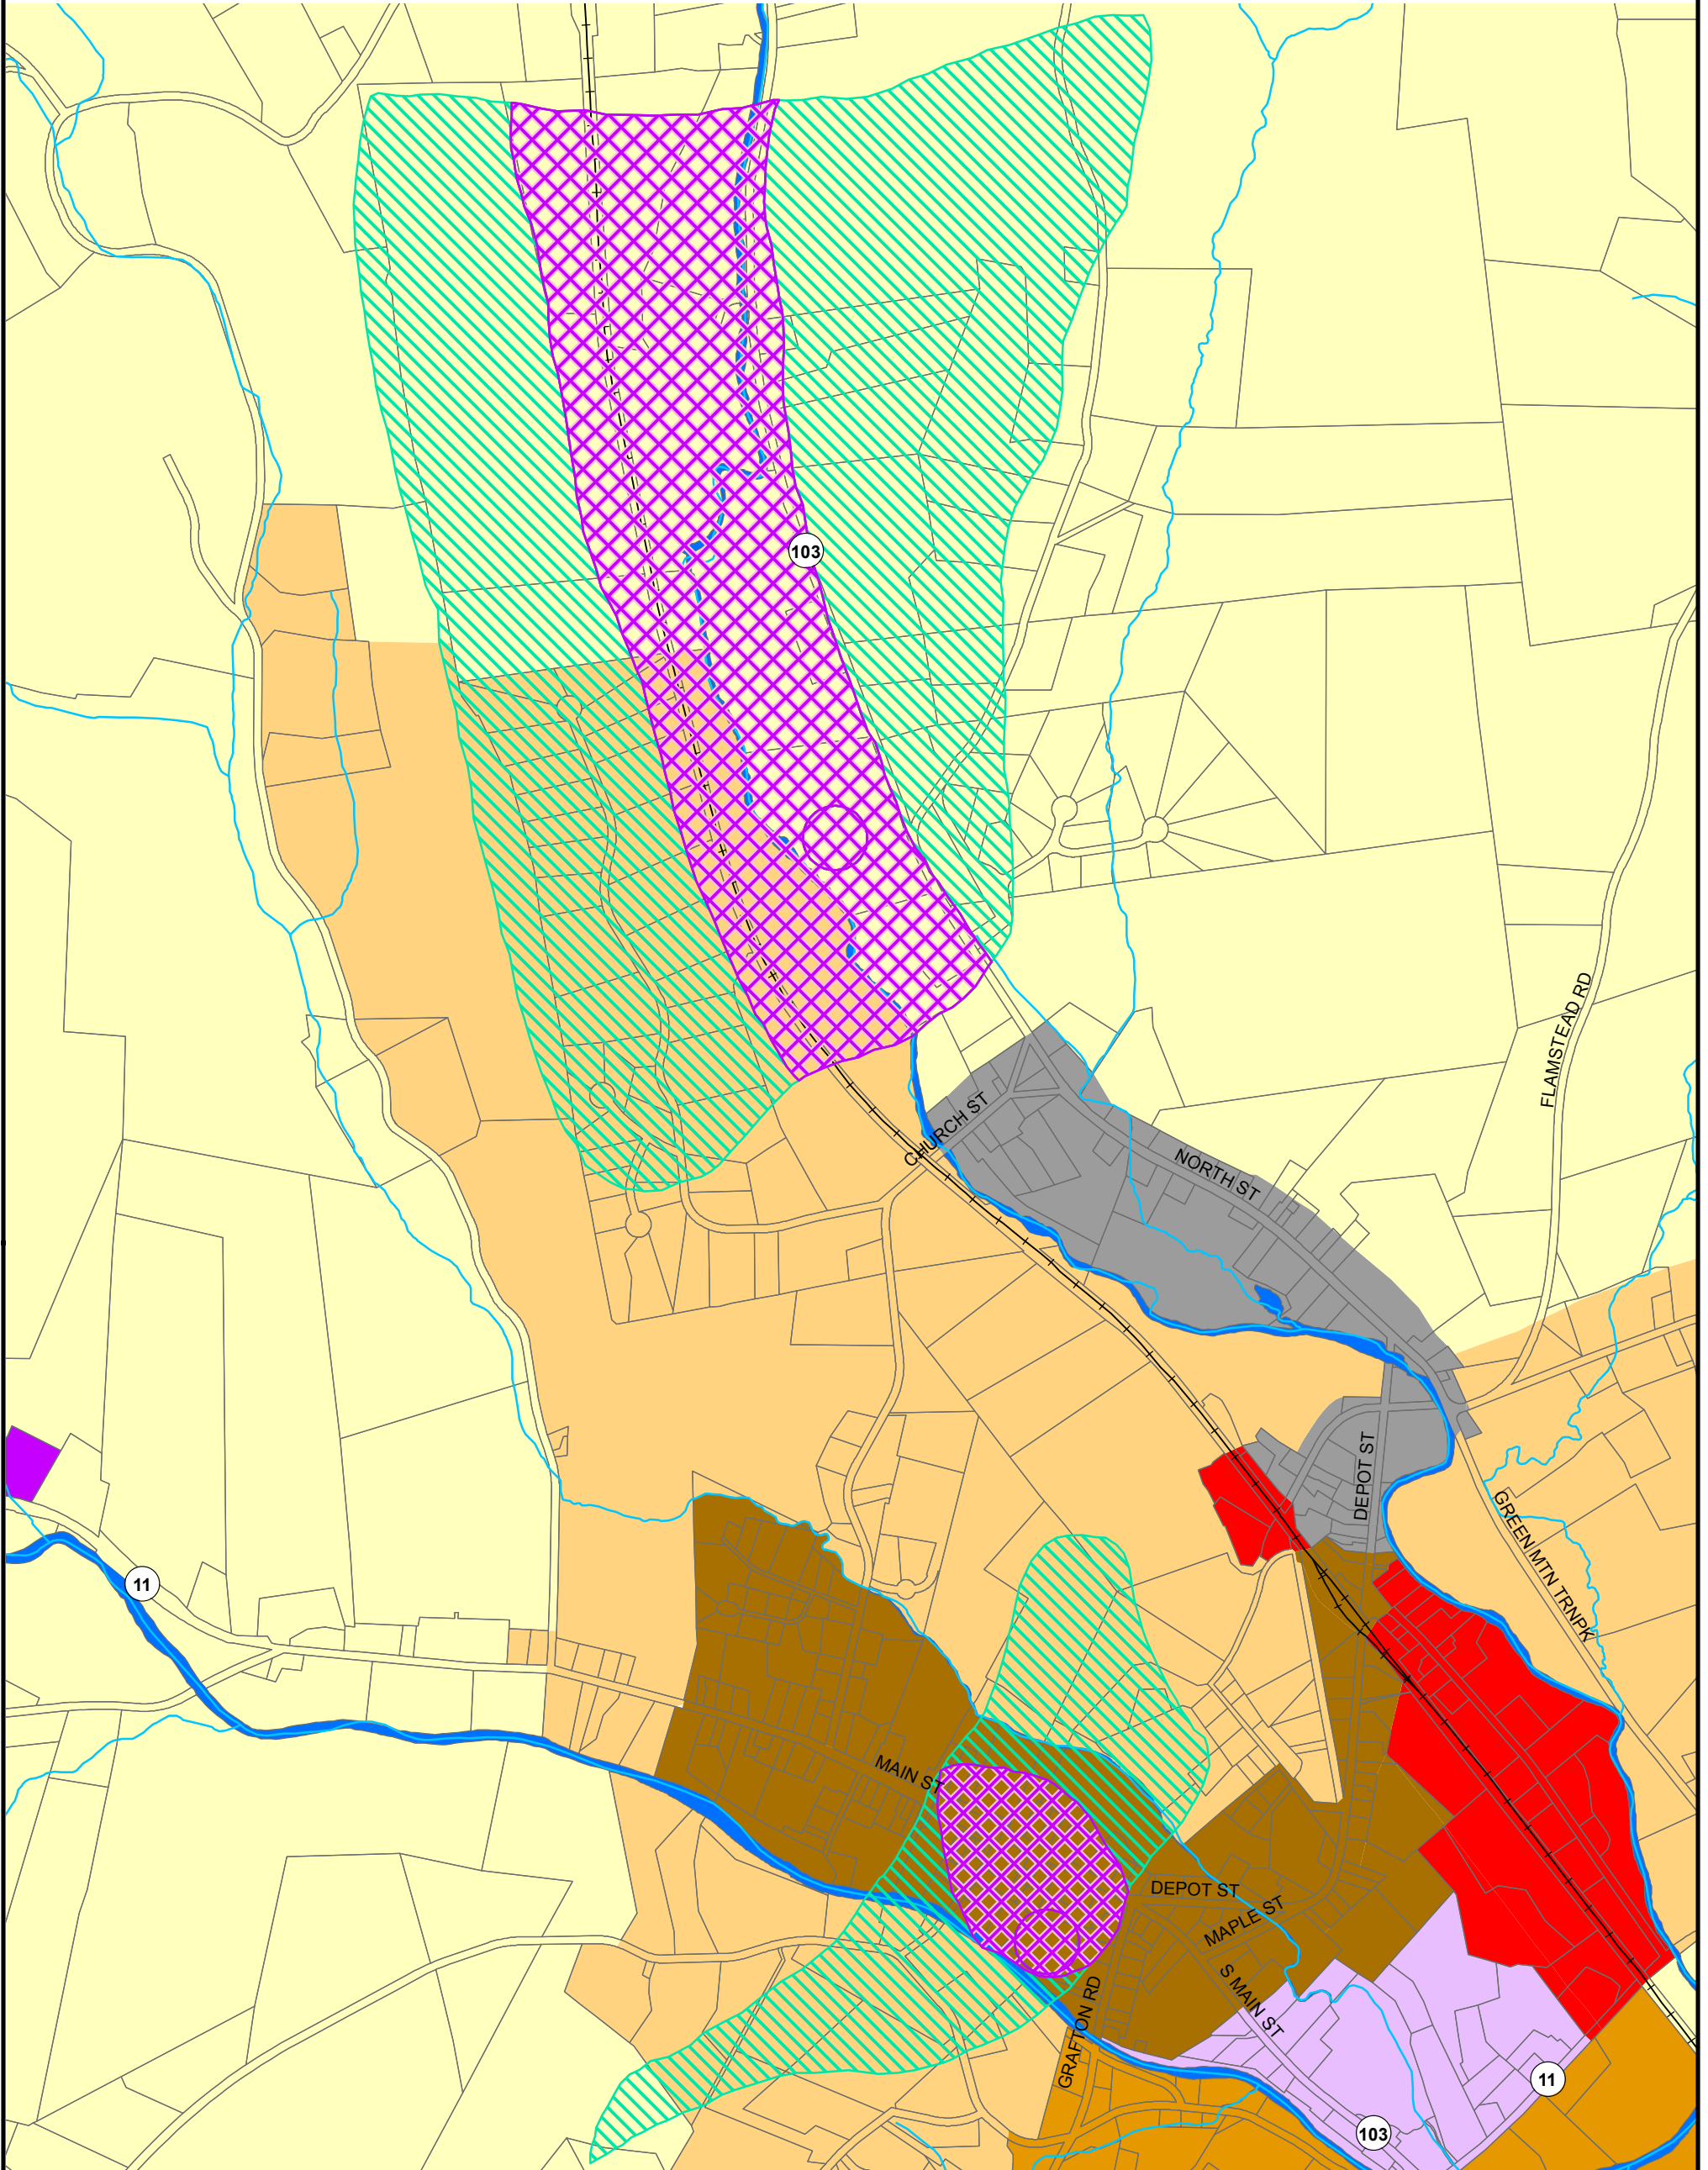 103
FLAMSTEAD RD
CHURCH ST
NORTH ST
DEPOT ST
GREEN MTN TRNPK
11
MAIN ST
DEPOT ST
MAPLE ST
S MAIN ST
GRAFTON RD
11
103